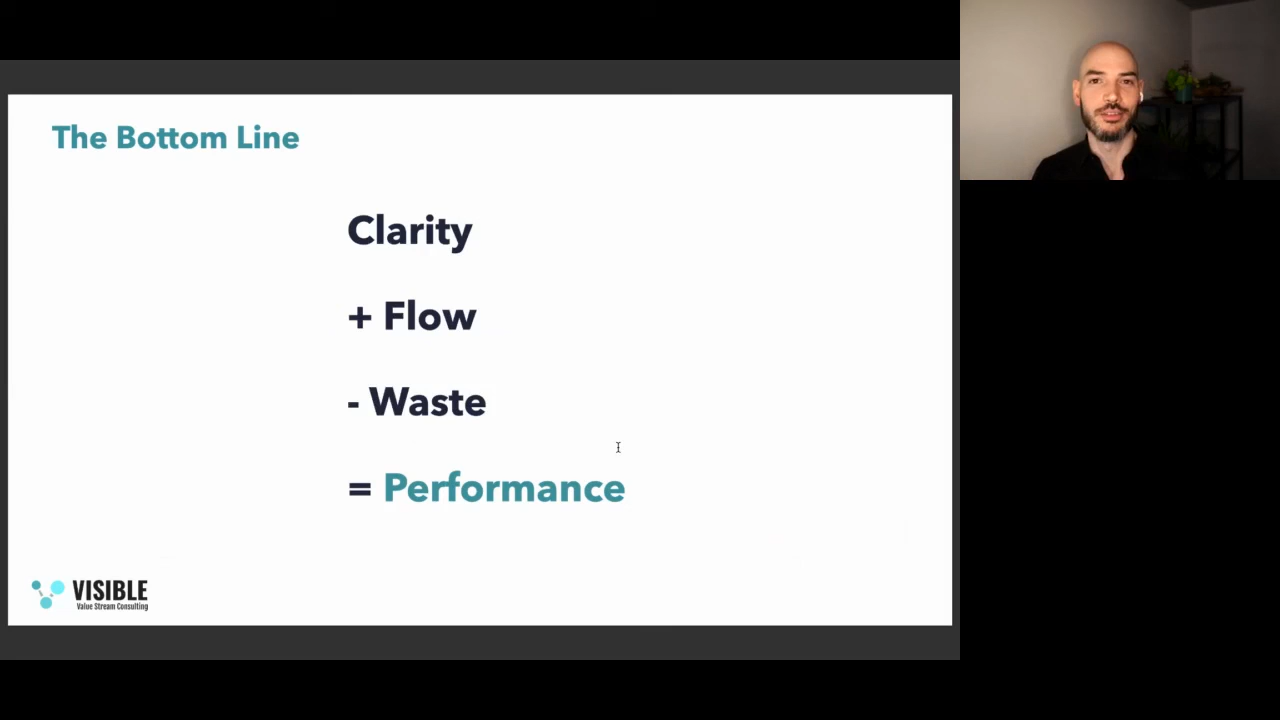 The Bottom Line
Clarity
+ Flow
- Waste
= Performance
VISIBLE
Value Stream Consulting